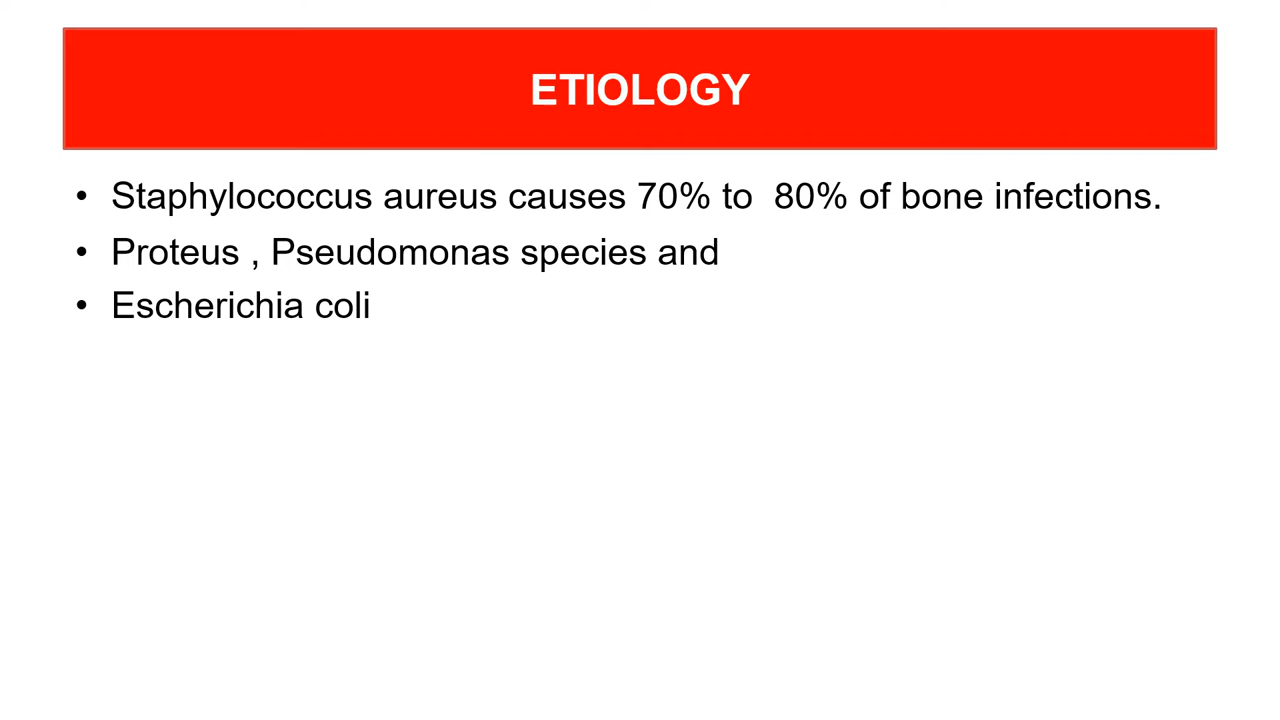 ETIOLOGY
• Staphylococcus aureus causes 70% to  80% of bone infections.
• Proteus , Pseudomonas species and
• Escherichia coli